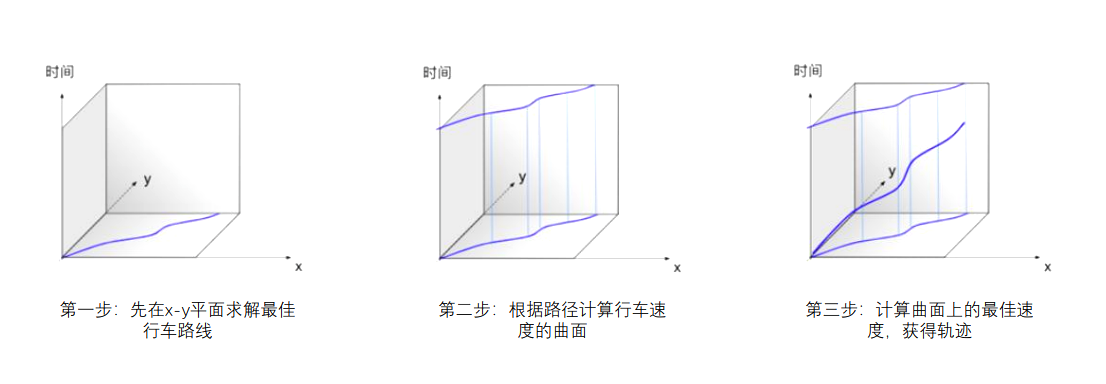 时间
y
x
第一步：先在x-y平面求解最佳
行车路线
时间
y
x
第二步：根据路径计算行车速
度的曲面
时间
y
x
第三步：计算曲面上的最佳速
度，获得轨迹